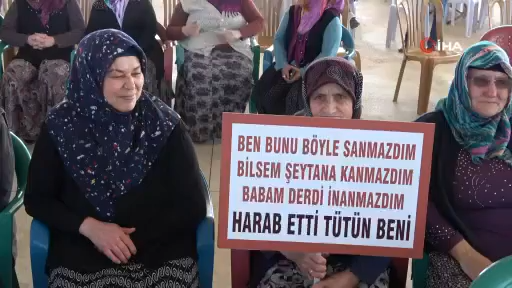 İHA
BEN BUNU BÖYLE SANMAZDIM
BİLSEM ŞEYTANA KANMAZDIM
BABAM DERDİ İNANMAZDIM
HARAB ETTİ TÜTÜN BENİ